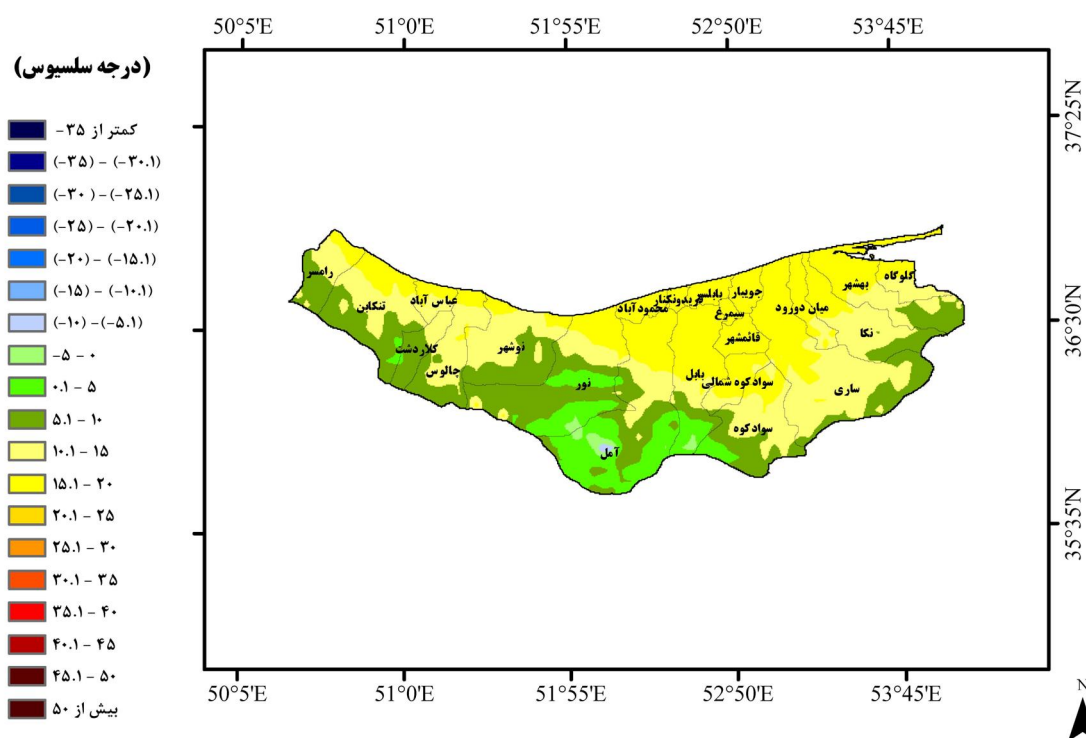 50°5'E 51°0'E 51°55'E 52°50'E 53°45'E
(درجه سلسیوس)
کمتر از ۳۵-
(-۳۵) - (-۳۰.۱)
(-۳۰ ) - (-۲۵.۱)
(-۲۵) - (-۲۰.۱)
(-۲۰) - (-۱۵.۱)
(-۱۵) - (-۱۰.۱)
(-۱۰) - (-۵.۱)
-۵ - ۰
۰.۱ - ۵
۵.۱ - ۱۰
۱۰.۱ - ۱۵
۱۵.۱ - ۲۰
۲۰.۱ - ۲۵
۲۵.۱ - ۳۰
۳۰.۱ - ۳۵
۳۵.۱ - ۴۰
۴۰.۱ - ۴۵
۴۵.۱ - ۵۰
بیش از ۵۰
37°25'N
36°30'N
35°35'N
رامسر
تنکابن
عباس آباد
کلاردشت
چالوس
نوشهر
نور
آمل
محمودآباد
فریدونکنار
بابلسر
جویبار
سیمرغ
قائمشهر
بابل
سوادکوه شمالی
سوادکوه
میان دورود
ساری
نکا
بهشهر
گلوگاه
50°5'E 51°0'E 51°55'E 52°50'E 53°45'E
N